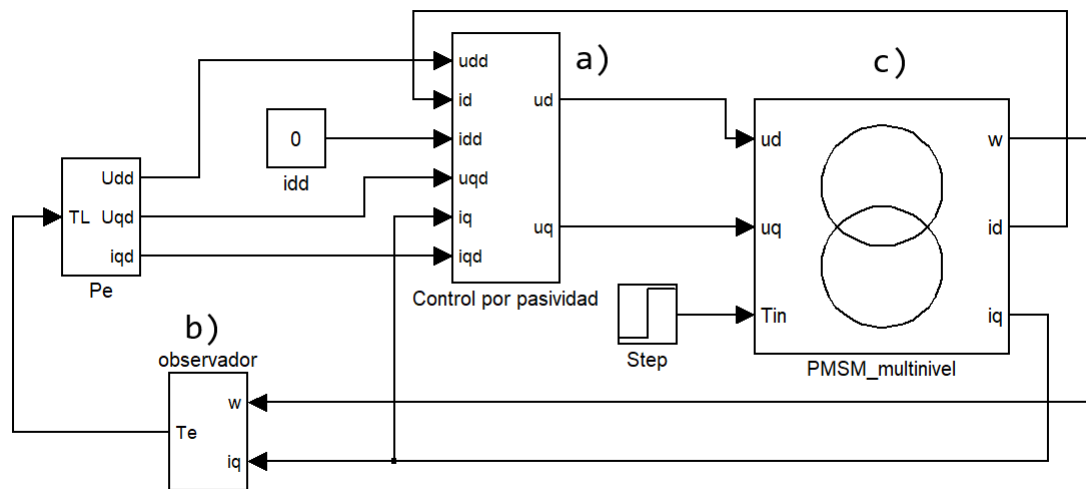 a)
c)
udd
id
idd
uqd
iq
iqd
ud
uq
Control por pasividad
0
idd
TL
Udd
Uqd
iqd
Pe
ud
uq
Tin
w
id
iq
PMSM_multinivel
Step
b)
observador
w
Te
iq